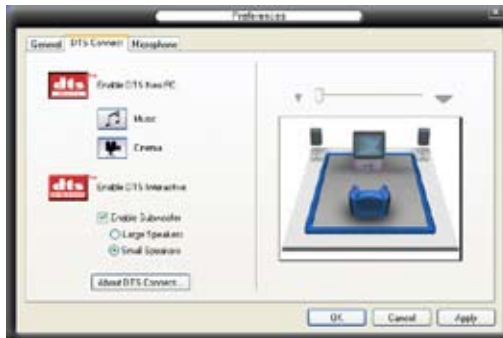 Preferences
General DTS Connect Microphone
dts Enable DTS Neo:PC
Music
Cinema
dts Enable DTS Interactive
Enable Subwoofer
Large Speakers
Small Speakers
About DTS Connect...
OK Cancel Apply